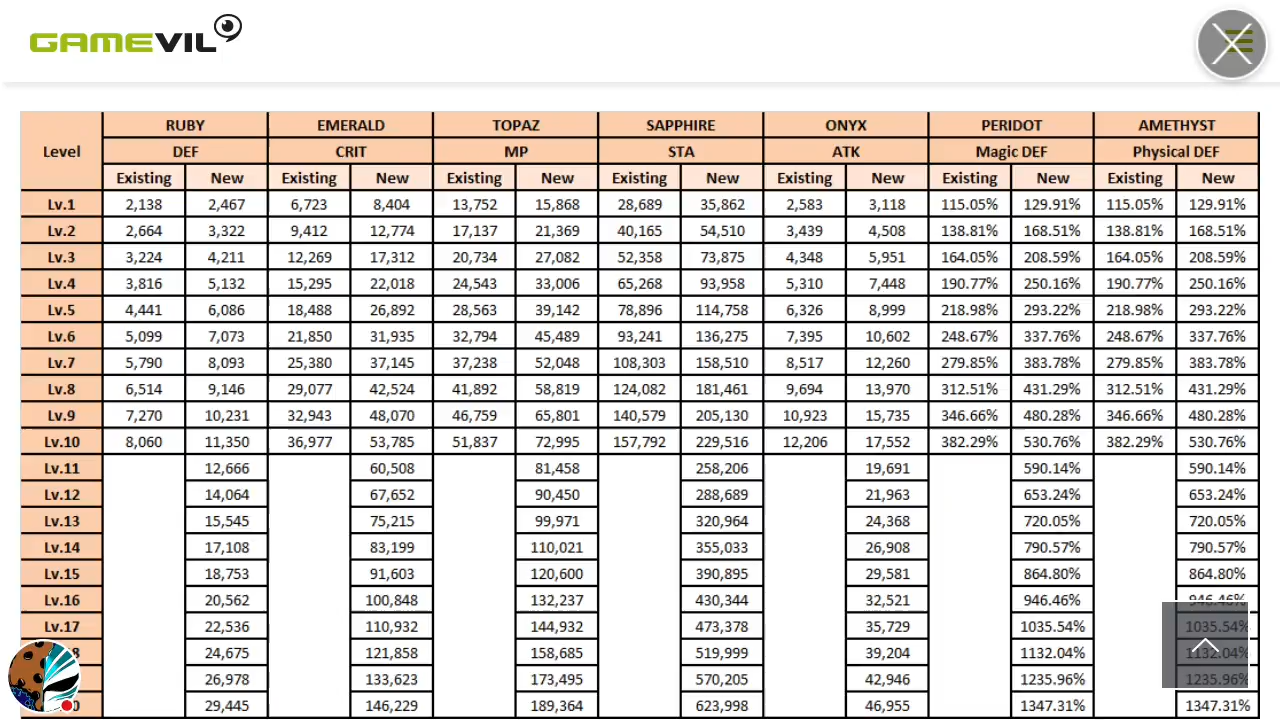 GAMEVIL
RUBY EMERALD TOPAZ SAPPHIRE ONYX PERIDOT AMETHYST
Level DEF CRIT MP STA ATK Magic DEF Physical DEF
Existing New Existing New Existing New Existing New Existing New Existing New Existing New
Lv.1 2,138 2,467 6,723 8,404 13,752 15,868 28,689 35,862 2,583 3,118 115.05% 129.91% 115.05% 129.91%
Lv.2 2,664 3,322 9,412 12,774 17,137 21,369 40,165 54,510 3,439 4,508 138.81% 168.51% 138.81% 168.51%
Lv.3 3,224 4,211 12,269 17,312 20,734 27,082 52,358 73,875 4,348 5,951 164.05% 208.59% 164.05% 208.59%
Lv.4 3,816 5,132 15,295 22,018 24,543 33,006 65,268 93,958 5,310 7,448 190.77% 250.16% 190.77% 250.16%
Lv.5 4,441 6,086 18,488 26,892 28,563 39,142 78,896 114,758 6,326 8,999 218.98% 293.22% 218.98% 293.22%
Lv.6 5,099 7,073 21,850 31,935 32,794 45,489 93,241 136,275 7,395 10,602 248.67% 337.76% 248.67% 337.76%
Lv.7 5,790 8,093 25,380 37,145 37,238 52,048 108,303 158,510 8,517 12,260 279.85% 383.78% 279.85% 383.78%
Lv.8 6,514 9,146 29,077 42,524 41,892 58,819 124,082 181,461 9,694 13,970 312.51% 431.29% 312.51% 431.29%
Lv.9 7,270 10,231 32,943 48,070 46,759 65,801 140,579 205,130 10,923 15,735 346.66% 480.28% 346.66% 480.28%
Lv.10 8,060 11,350 36,977 53,785 51,837 72,995 157,792 229,516 12,206 17,552 382.29% 530.76% 382.29% 530.76%
Lv.11 12,666 60,508 81,458 258,206 19,691 590.14% 590.14%
Lv.12 14,064 67,652 90,450 288,689 21,963 653.24% 653.24%
Lv.13 15,545 75,215 99,971 320,964 24,368 720.05% 720.05%
Lv.14 17,108 83,199 110,021 355,033 26,908 790.57% 790.57%
Lv.15 18,753 91,603 120,600 390,895 29,581 864.80% 864.80%
Lv.16 20,562 100,848 132,237 430,344 32,521 946.46% 946.46%
Lv.17 22,536 110,932 144,932 473,378 35,729 1035.54% 1035.54%
8 24,675 121,858 158,685 519,999 39,204 1132.04% 1132.04%
26,978 133,623 173,495 570,205 42,946 1235.96% 1235.96%
0 29,445 146,229 189,364 623,998 46,955 1347.31% 1347.31%